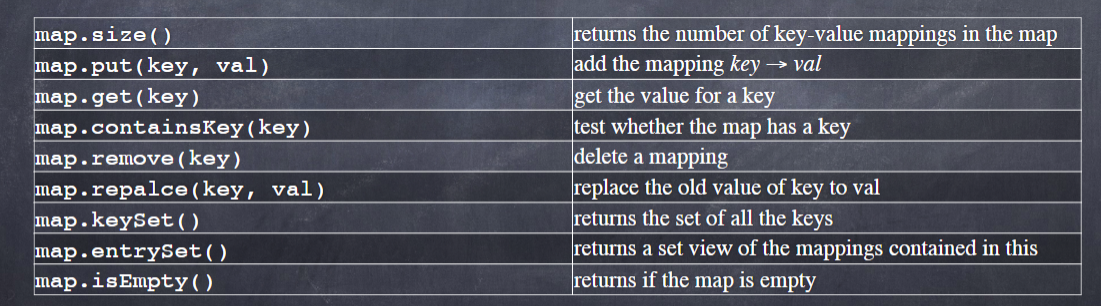 map.size() returns the number of key-value mappings in the map
map.put(key, val) add the mapping key → val
map.get(key) get the value for a key
map.containsKey(key) test whether the map has a key
map.remove(key) delete a mapping
map.repalce(key, val) replace the old value of key to val
map.keySet() returns the set of all the keys
map.entrySet() returns a set view of the mappings contained in this
map.isEmpty() returns if the map is empty